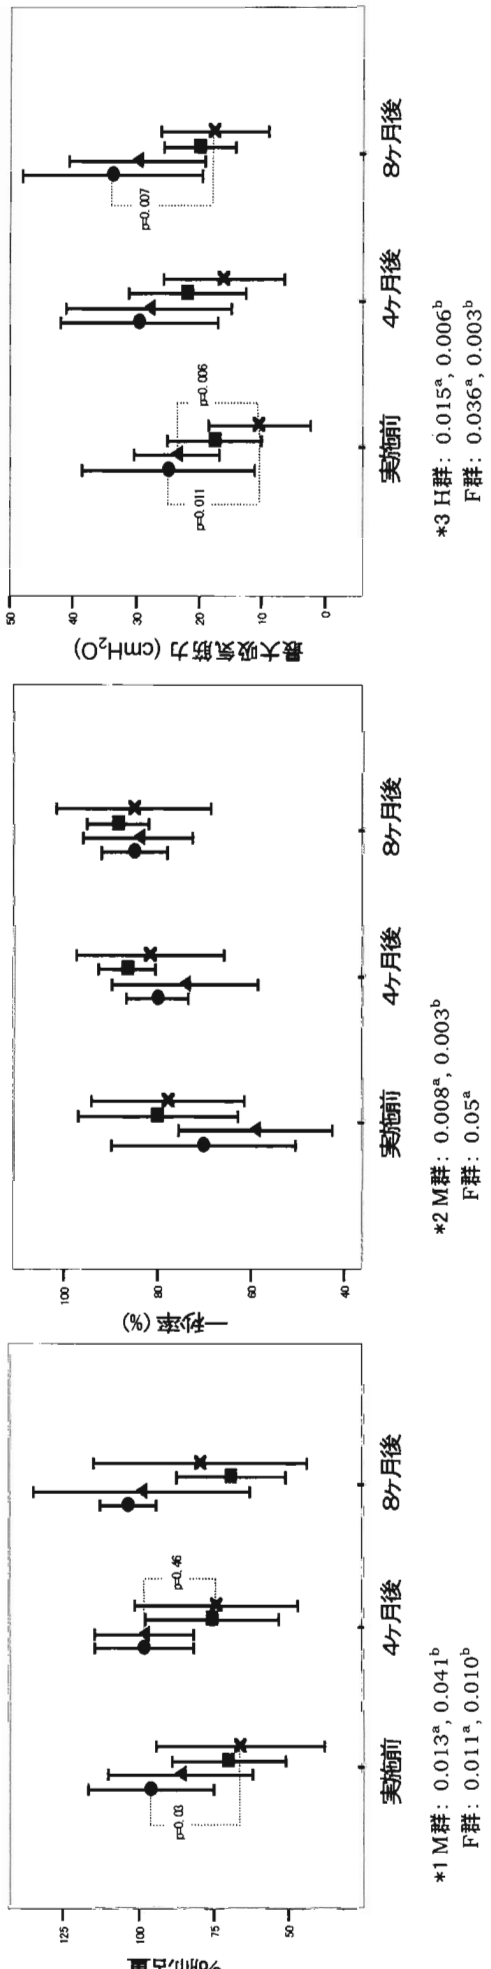 125
100
75
50
p=0.03
p=0.46
実施前
4ヶ月後
8ヶ月後
*1 M群: 0.013ᵃ, 0.041ᵇ
F群: 0.011ᵃ, 0.010ᵇ
一秒率 (%)
100
80
60
40
実施前
4ヶ月後
8ヶ月後
*2 M群: 0.008ᵃ, 0.003ᵇ
F群: 0.05ᵃ
最大吸気筋力 (cmH₂O)
50
40
30
20
10
0
p=0.011
p=0.006
p=0.007
実施前
4ヶ月後
8ヶ月後
*3 H群: 0.015ᵃ, 0.006ᵇ
F群: 0.036ᵃ, 0.003ᵇ